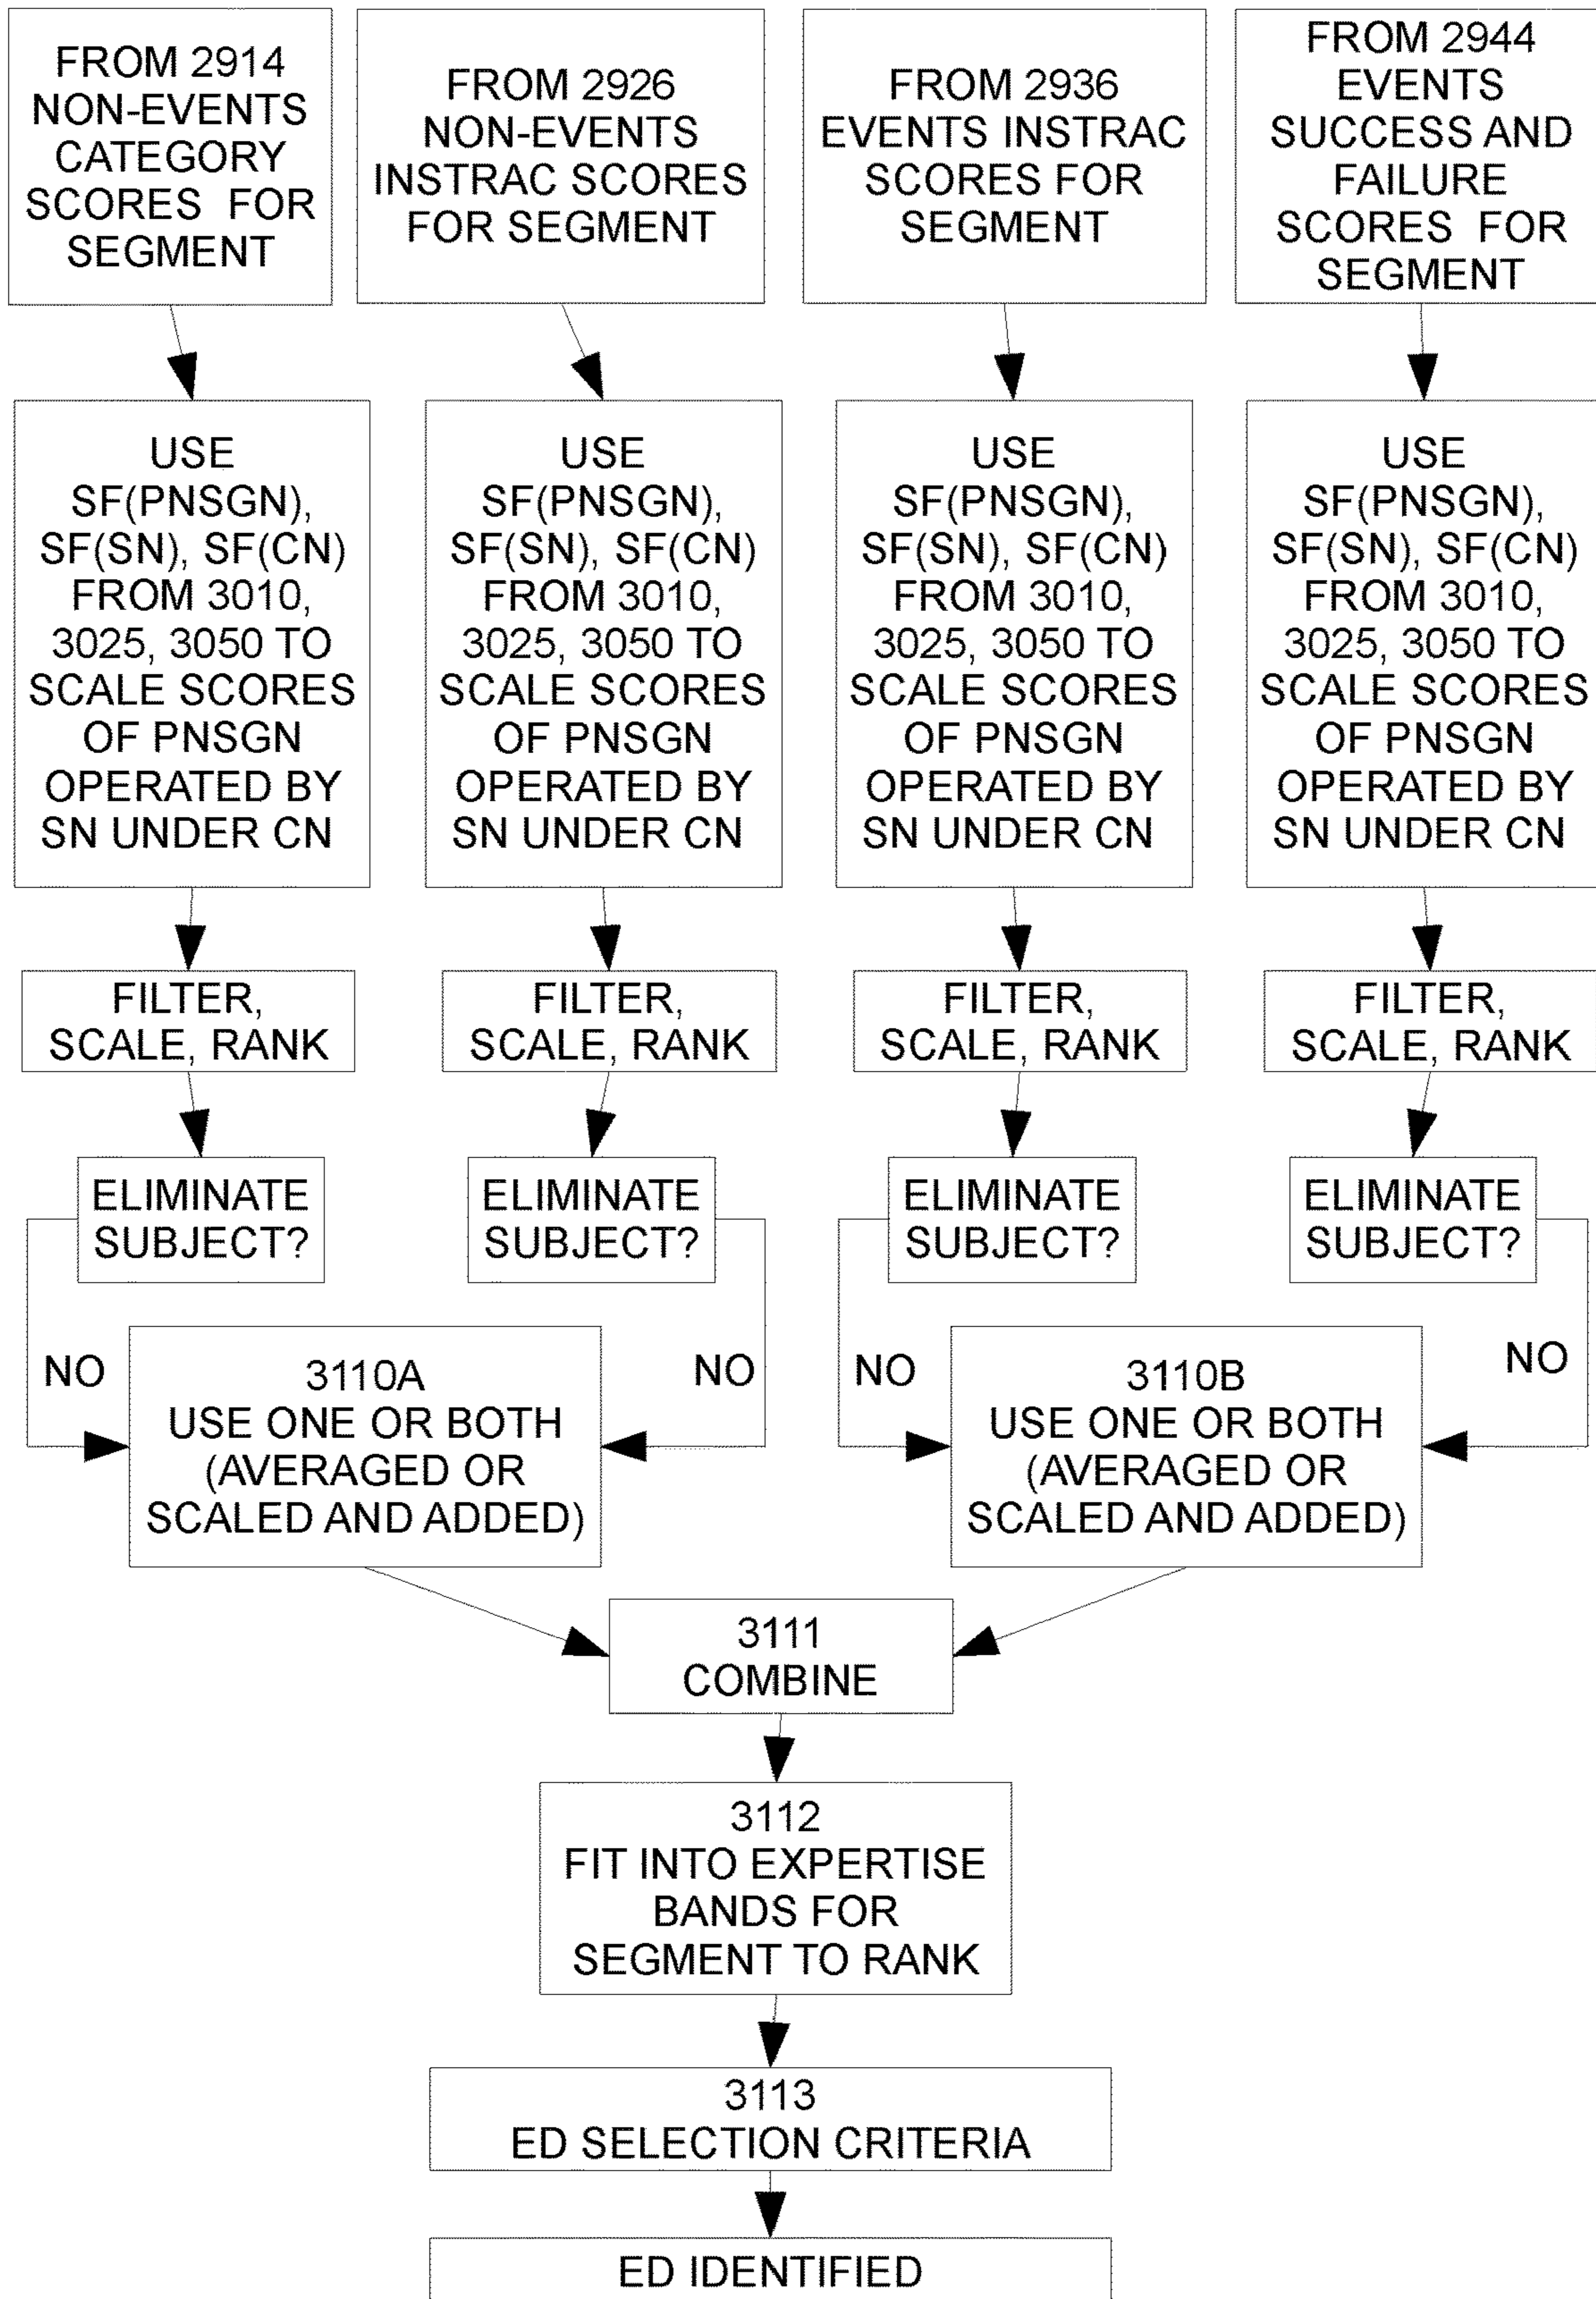 FROM 2914
NON-EVENTS
CATEGORY
SCORES FOR
SEGMENT
FROM 2926
NON-EVENTS
INSTRAC SCORES
FOR SEGMENT
FROM 2936
EVENTS INSTRAC
SCORES FOR
SEGMENT
FROM 2944
EVENTS
SUCCESS AND
FAILURE
SCORES FOR
SEGMENT
USE
SF(PNSGN),
SF(SN), SF(CN)
FROM 3010,
3025, 3050 TO
SCALE SCORES
OF PNSGN
OPERATED BY
SN UNDER CN
USE
SF(PNSGN),
SF(SN), SF(CN)
FROM 3010,
3025, 3050 TO
SCALE SCORES
OF PNSGN
OPERATED BY
SN UNDER CN
USE
SF(PNSGN),
SF(SN), SF(CN)
FROM 3010,
3025, 3050 TO
SCALE SCORES
OF PNSGN
OPERATED BY
SN UNDER CN
USE
SF(PNSGN),
SF(SN), SF(CN)
FROM 3010,
3025, 3050 TO
SCALE SCORES
OF PNSGN
OPERATED BY
SN UNDER CN
FILTER,
SCALE, RANK
FILTER,
SCALE, RANK
FILTER,
SCALE, RANK
FILTER,
SCALE, RANK
ELIMINATE
SUBJECT?
ELIMINATE
SUBJECT?
ELIMINATE
SUBJECT?
ELIMINATE
SUBJECT?
NO
3110A
USE ONE OR BOTH
(AVERAGED OR
SCALED AND ADDED)
NO
NO
3110B
USE ONE OR BOTH
(AVERAGED OR
SCALED AND ADDED)
NO
3111
COMBINE
3112
FIT INTO EXPERTISE
BANDS FOR
SEGMENT TO RANK
3113
ED SELECTION CRITERIA
ED IDENTIFIED